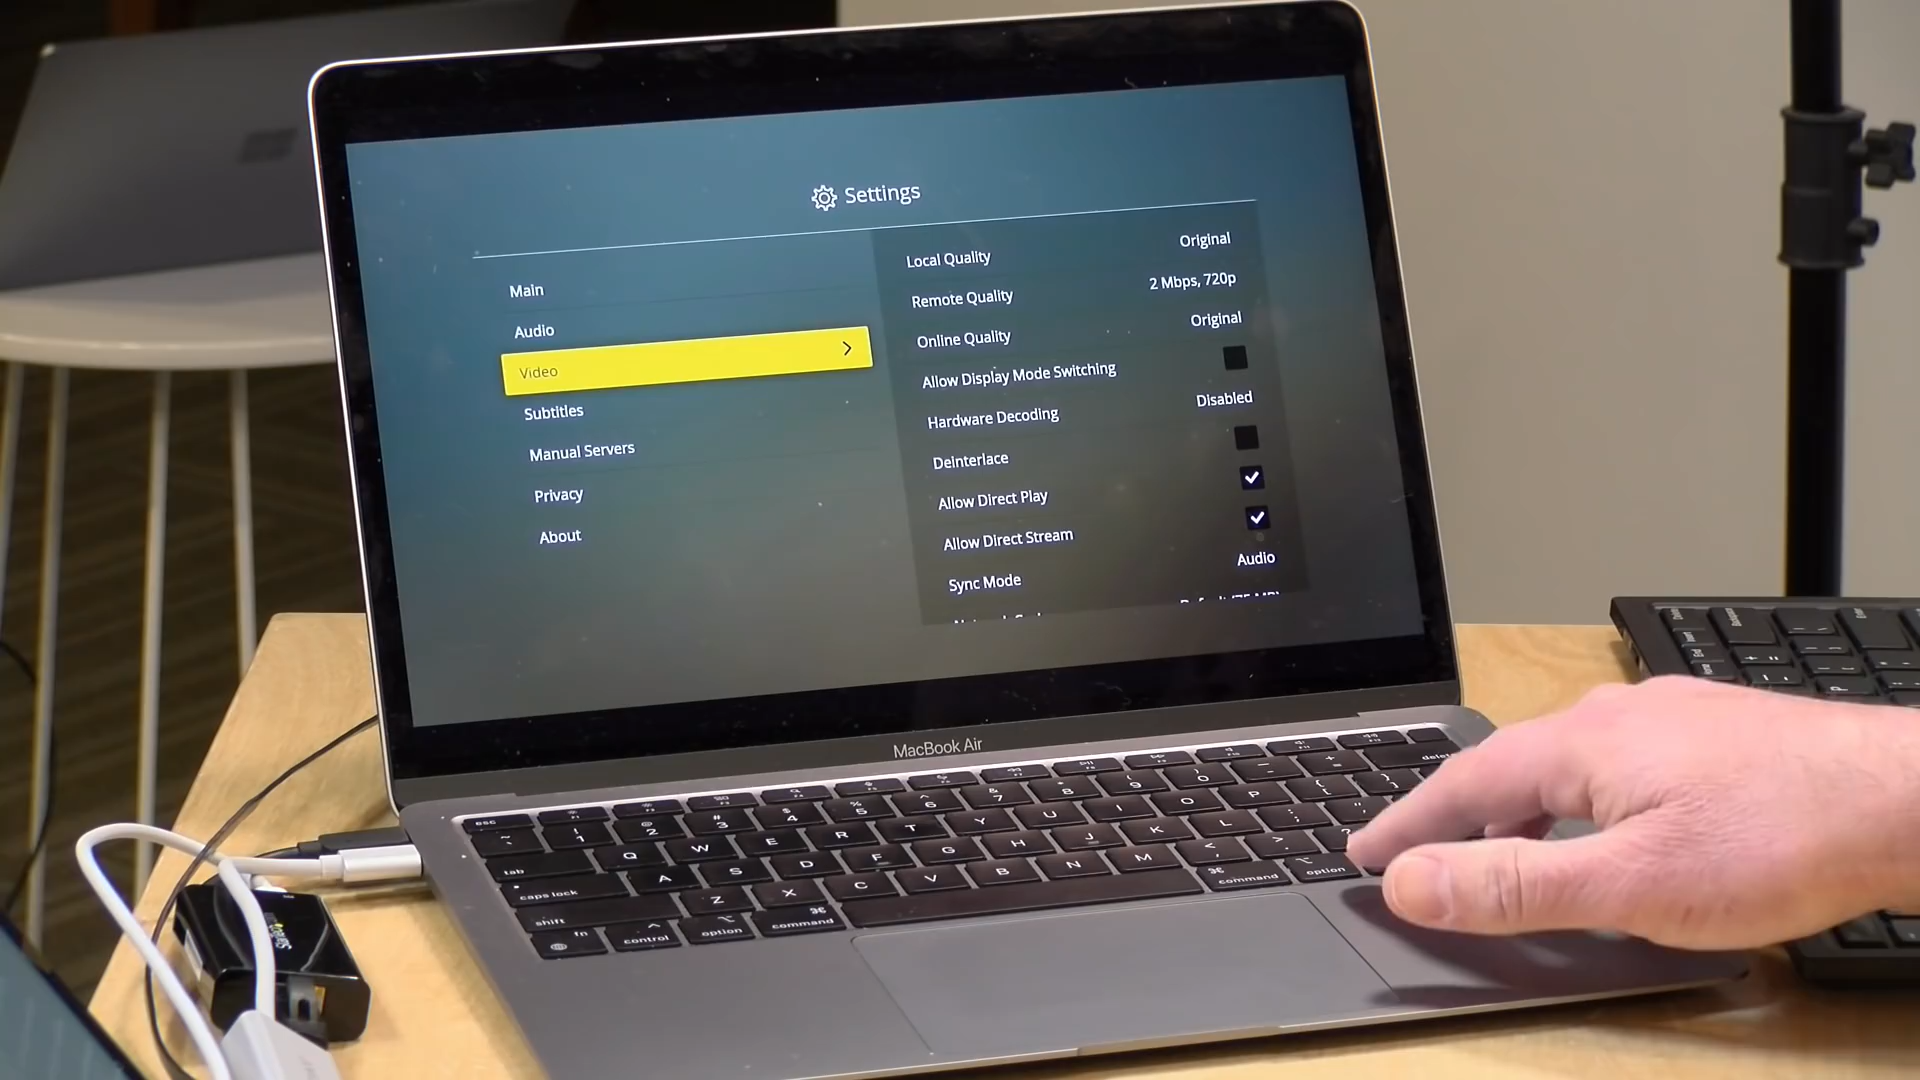 Settings
Main
Audio
Video
Subtitles
Manual Servers
Privacy
About
Local Quality Original
Remote Quality 2 Mbps, 720p
Online Quality Original
Allow Display Mode Switching
Hardware Decoding Disabled
Deinterlace
Allow Direct Play
Allow Direct Stream
Sync Mode Audio
MacBook Air
esc
delete
tab Q W E R T Y U I O P
caps lock A S D F G H J K L
shift Z X C V B N M
fn control option command command option